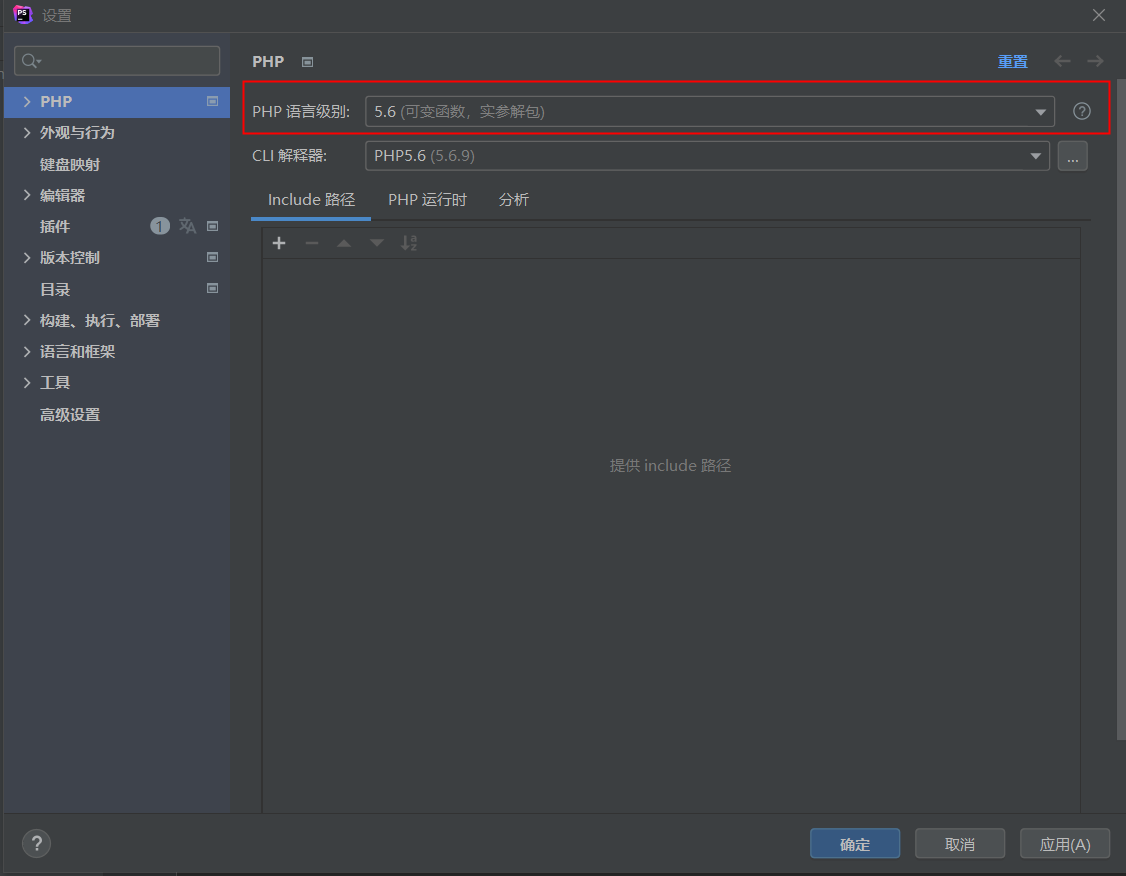 PS
设置
PHP
重置
PHP
外观与行为
键盘映射
编辑器
插件 1
版本控制
目录
构建、执行、部署
语言和框架
工具
高级设置
PHP 语言级别: 5.6 (可变函数，实参解包) ?
CLI 解释器: PHP5.6 (5.6.9) ...
Include 路径 PHP 运行时 分析
提供 include 路径
? 确定 取消 应用(A)